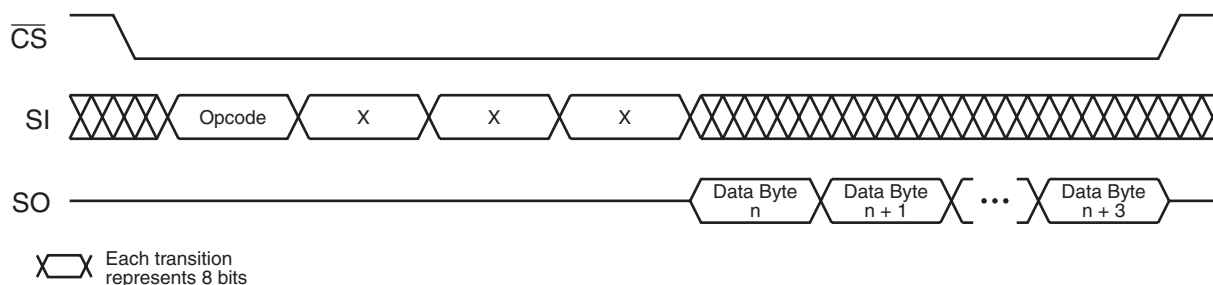 CS
SI
Opcode
X
X
X
SO
Data Byte
n
Data Byte
n + 1
•••
Data Byte
n + 3
Each transition
represents 8 bits